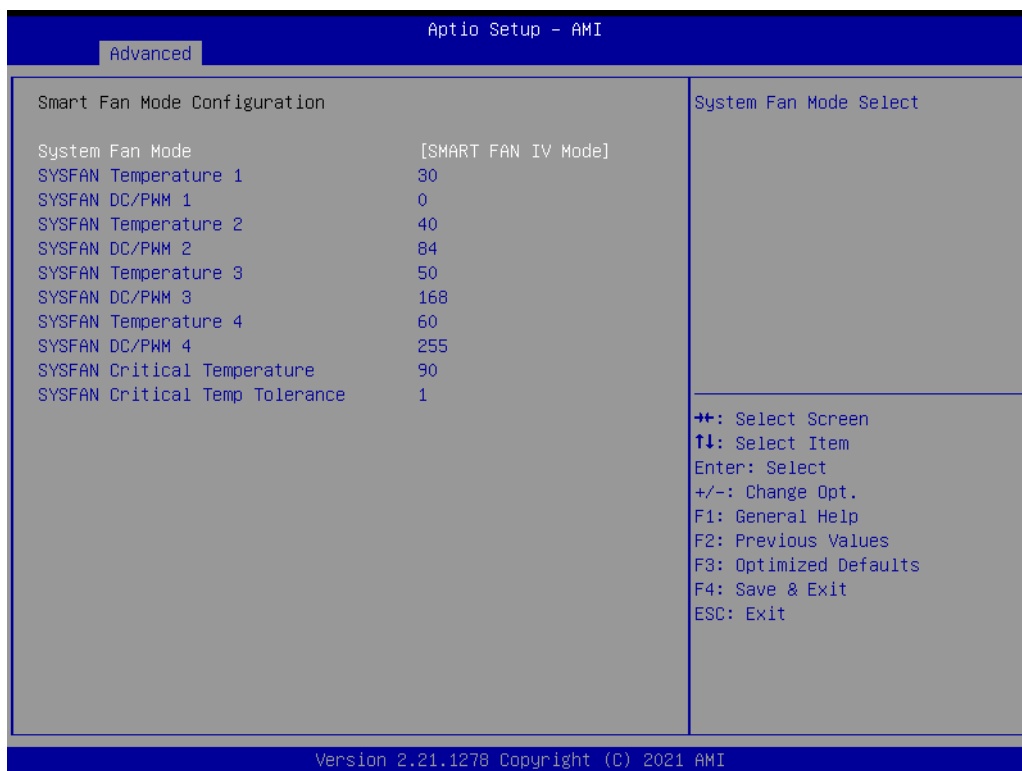 Aptio Setup – AMI
Advanced
Smart Fan Mode Configuration
System Fan Mode [SMART FAN IV Mode]
SYSFAN Temperature 1 30
SYSFAN DC/PWM 1 0
SYSFAN Temperature 2 40
SYSFAN DC/PWM 2 84
SYSFAN Temperature 3 50
SYSFAN DC/PWM 3 168
SYSFAN Temperature 4 60
SYSFAN DC/PWM 4 255
SYSFAN Critical Temperature 90
SYSFAN Critical Temp Tolerance 1
System Fan Mode Select
→←: Select Screen
↑↓: Select Item
Enter: Select
+/-: Change Opt.
F1: General Help
F2: Previous Values
F3: Optimized Defaults
F4: Save & Exit
ESC: Exit
Version 2.21.1278 Copyright (C) 2021 AMI